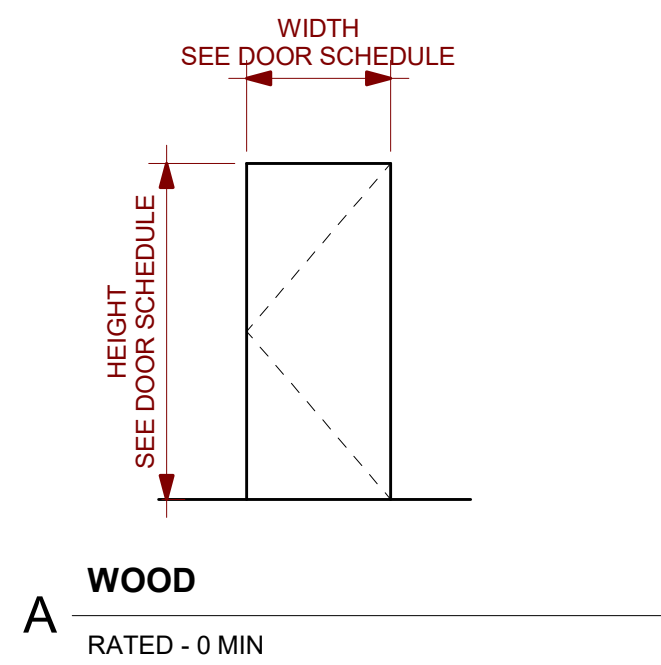 WIDTH
SEE DOOR SCHEDULE
HEIGHT
SEE DOOR SCHEDULE
A
WOOD
RATED - 0 MIN